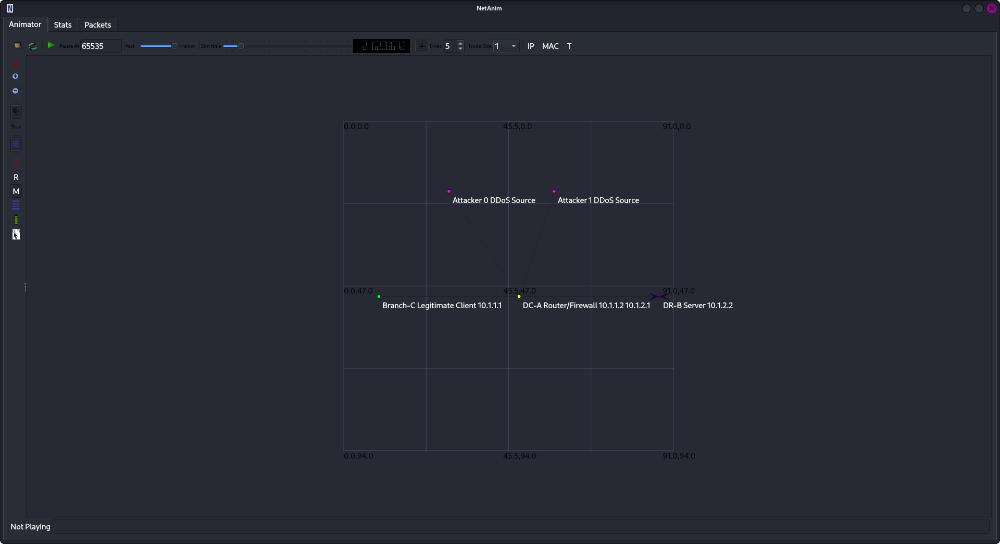 NetAnim
Animator Stats Packets
Pause At 65535 fast slow Sim time 2.6228672 # Lines 5 Node Size 1 IP MAC T
0.0,0.0 45.5,0.0 91.0,0.0
R
M
Attacker 0 DDoS Source Attacker 1 DDoS Source
0.0,47.0 45.5,47.0 91.0,47.0
Branch-C Legitimate Client 10.1.1.1 DC-A Router/Firewall 10.1.1.2 10.1.2.1 DR-B Server 10.1.2.2
0.0,94.0 45.5,94.0 91.0,94.0
Not Playing